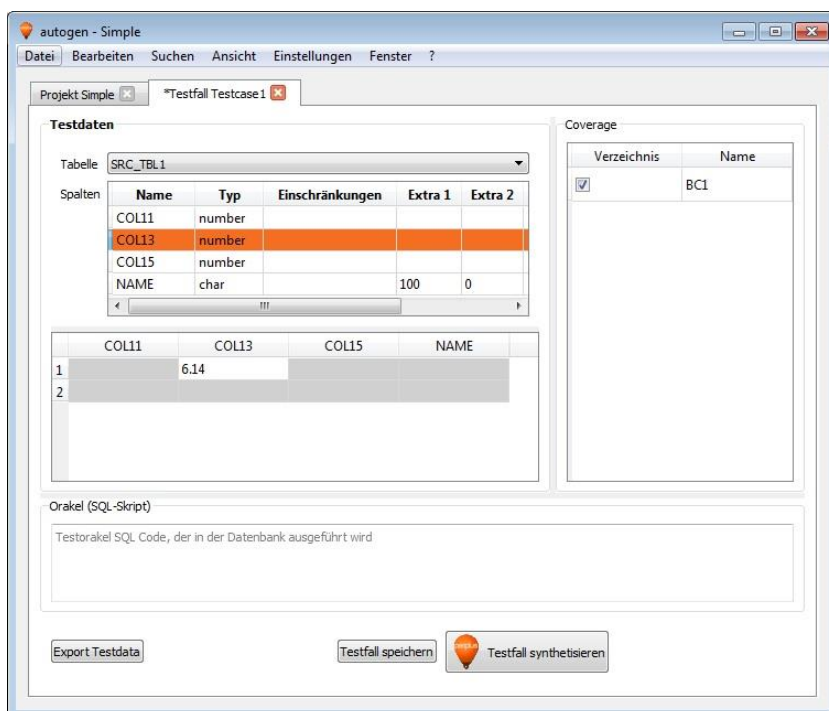 autogen - Simple
Datei Bearbeiten Suchen Ansicht Einstellungen Fenster ?
Projekt Simple *Testfall Testcase1
Testdaten
Tabelle SRC_TBL1
Spalten Name Typ Einschränkungen Extra 1 Extra 2
COL11 number
COL13 number
COL15 number
NAME char 100 0
COL11 COL13 COL15 NAME
1 6.14
2
Coverage
Verzeichnis Name
BC1
Orakel (SQL-Skript)
Testorakel SQL Code, der in der Datenbank ausgeführt wird
Export Testdata Testfall speichern Testfall synthetisieren